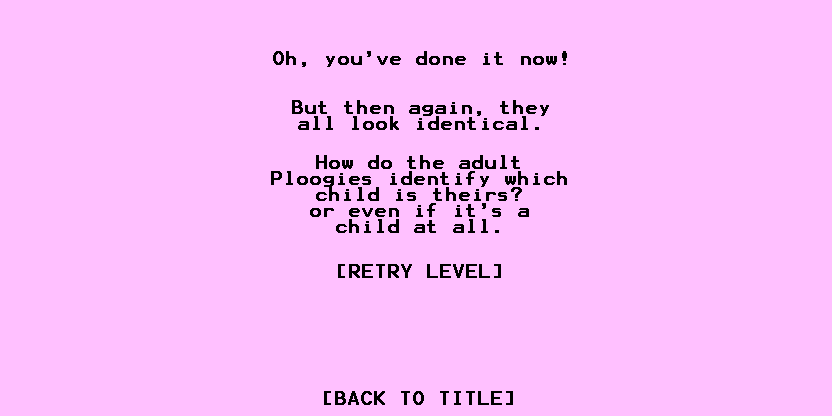 Oh, you've done it now!
But then again, they
all look identical.
How do the adult
Ploogies identify which
child is theirs?
or even if it's a
child at all.
[RETRY LEVEL]
[BACK TO TITLE]